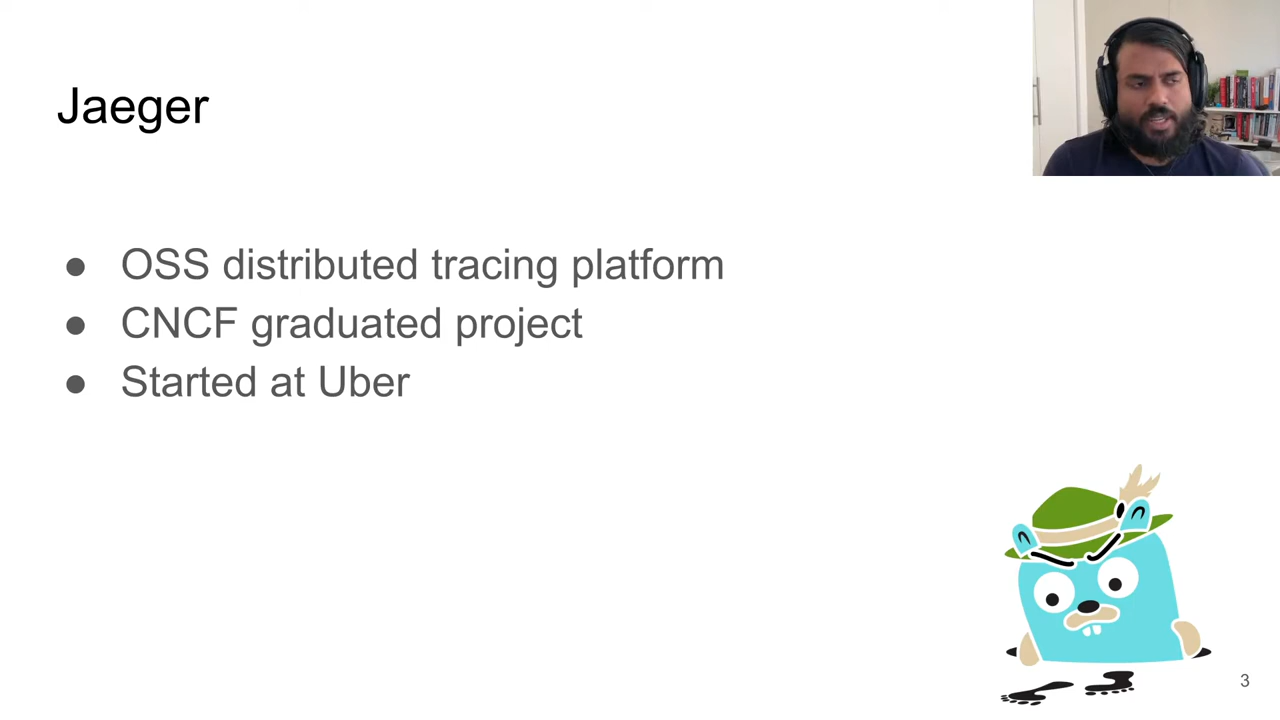 Jaeger
● OSS distributed tracing platform
● CNCF graduated project
● Started at Uber
3